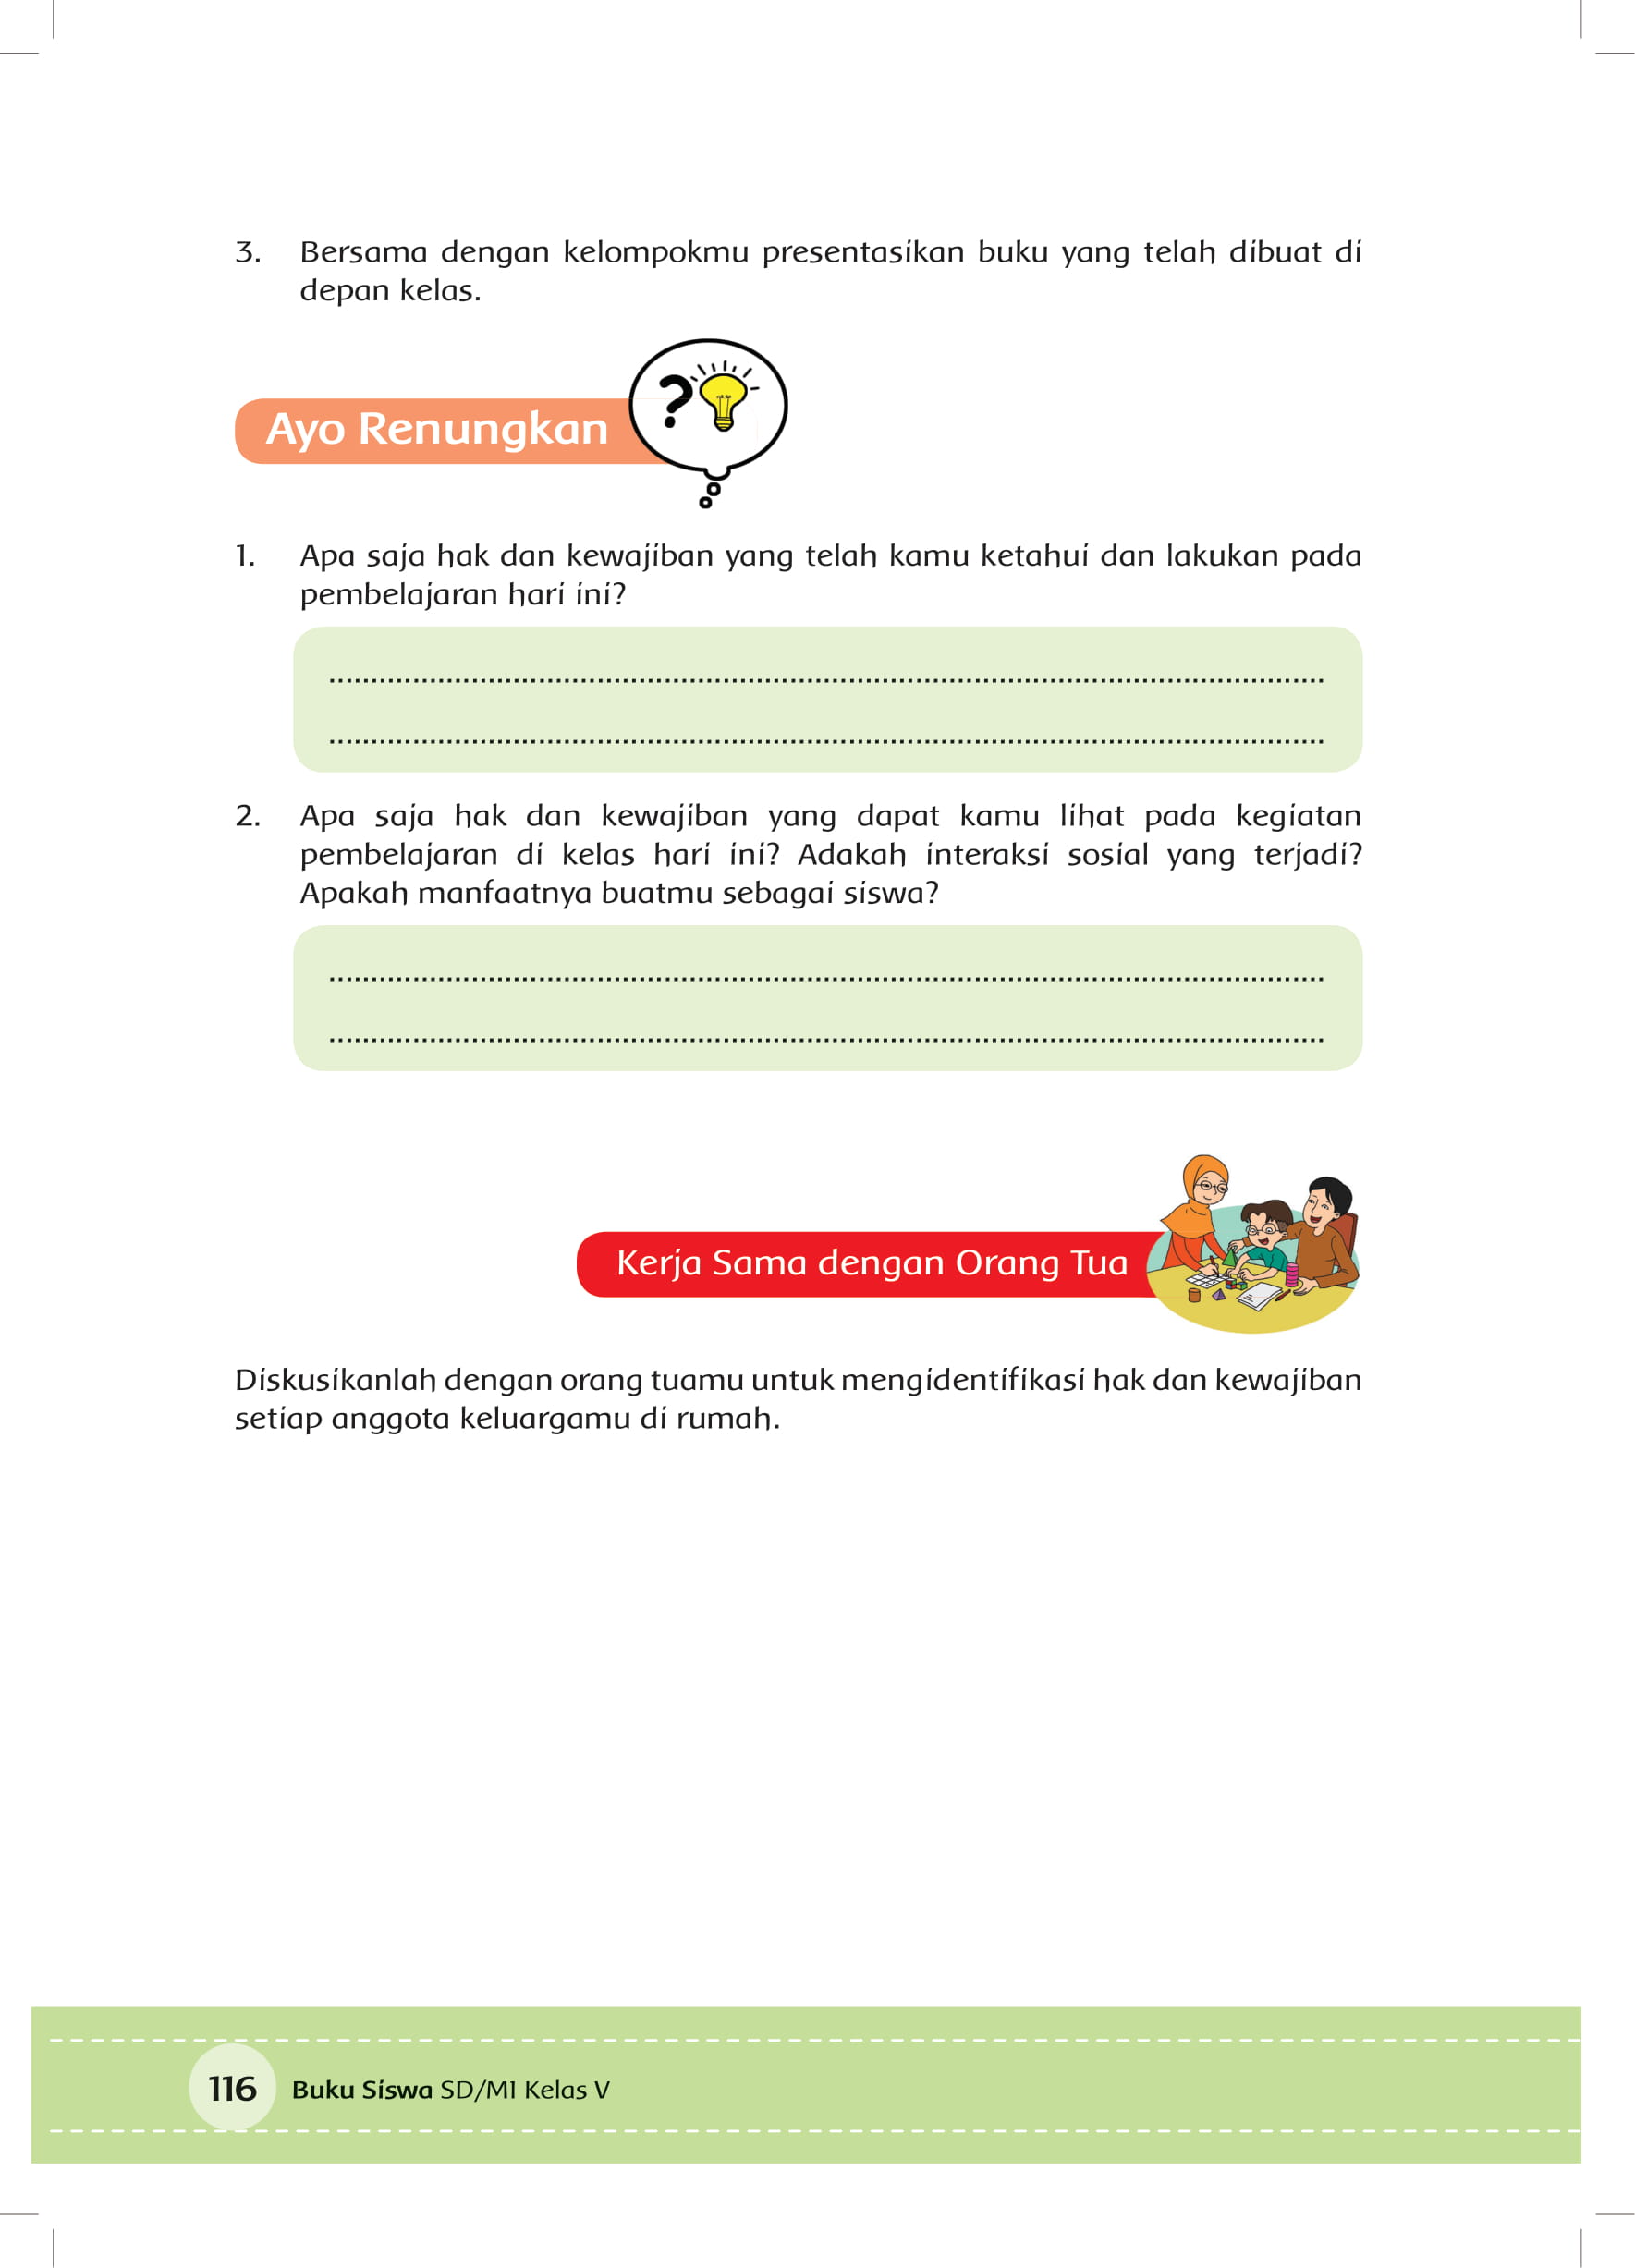 3. Bersama dengan kelompokmu presentasikan buku yang telah dibuat di
depan kelas.
Ayo Renungkan
?
1. Apa saja hak dan kewajiban yang telah kamu ketahui dan lakukan pada
pembelajaran hari ini?
2. Apa saja hak dan kewajiban yang dapat kamu lihat pada kegiatan
pembelajaran di kelas hari ini? Adakah interaksi sosial yang terjadi?
Apakah manfaatnya buatmu sebagai siswa?
Kerja Sama dengan Orang Tua
Diskusikanlah dengan orang tuamu untuk mengidentifikasi hak dan kewajiban
setiap anggota keluargamu di rumah.
116 Buku Siswa SD/MI Kelas V